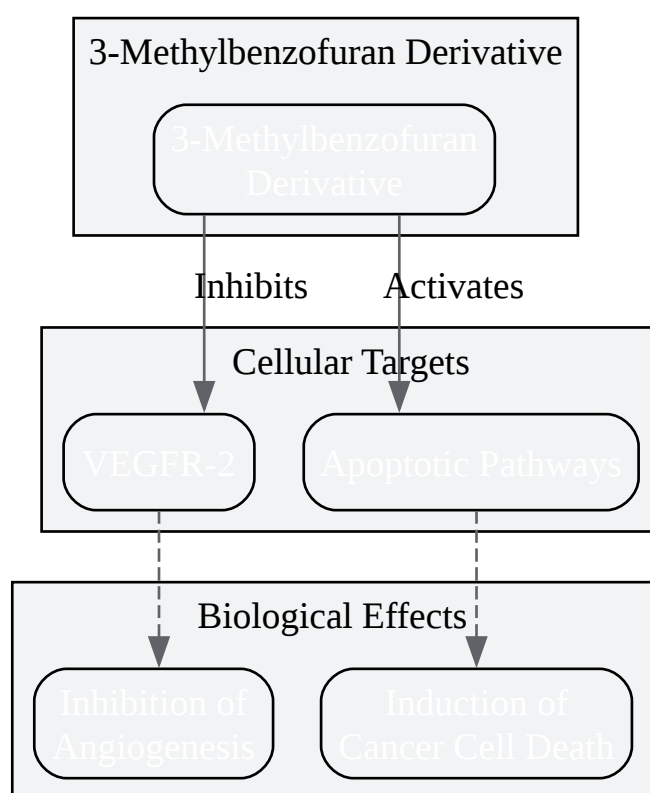 3-Methylbenzofuran Derivative
3-Methylbenzofuran
Derivative
Inhibits
Activates
Cellular Targets
VEGFR-2
Apoptotic Pathways
Biological Effects
Inhibition of
Angiogenesis
Induction of
Cancer Cell Death